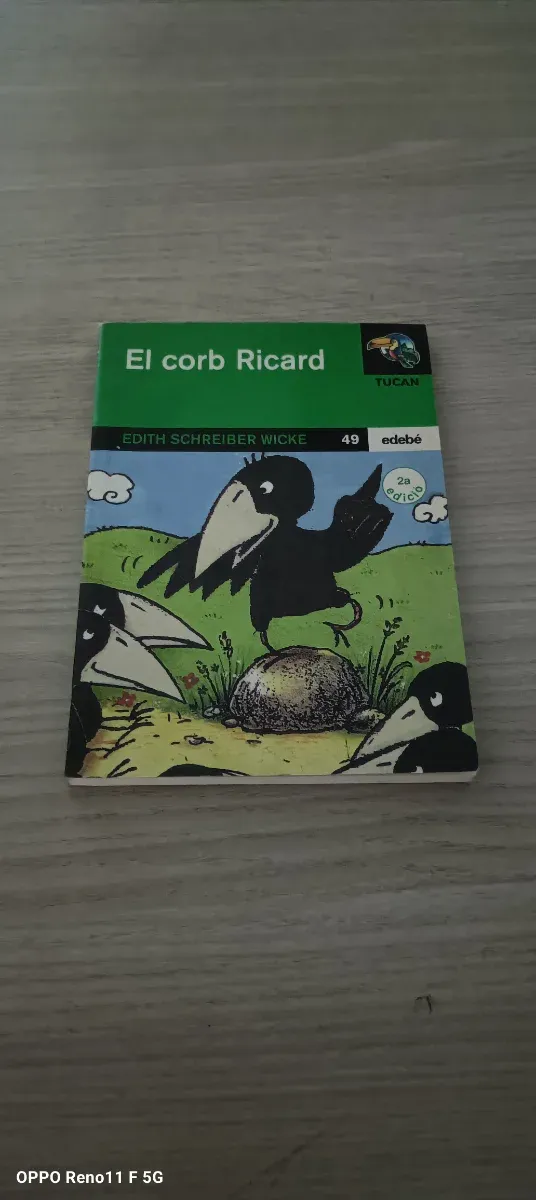 El corb Ricard
TUCAN
EDITH SCHREIBER WICKE 49 edebé
2a
edició
OPPO Reno11 F 5G